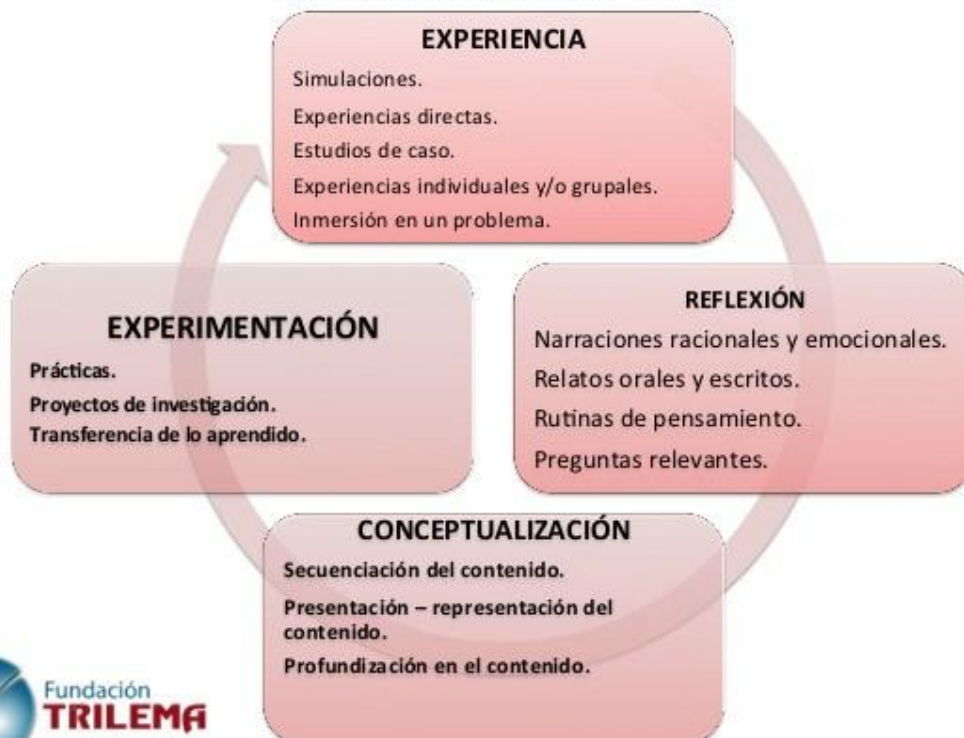 EXPERIENCIA
Simulaciones.
Experiencias directas.
Estudios de caso.
Experiencias individuales y/o grupales.
Inmersión en un problema.
EXPERIMENTACIÓN
Prácticas.
Proyectos de investigación.
Transferencia de lo aprendido.
REFLEXIÓN
Narraciones racionales y emocionales.
Relatos orales y escritos.
Rutinas de pensamiento.
Preguntas relevantes.
CONCEPTUALIZACIÓN
Secuenciación del contenido.
Presentación – representación del
contenido.
Profundización en el contenido.
Fundación
TRILEMA